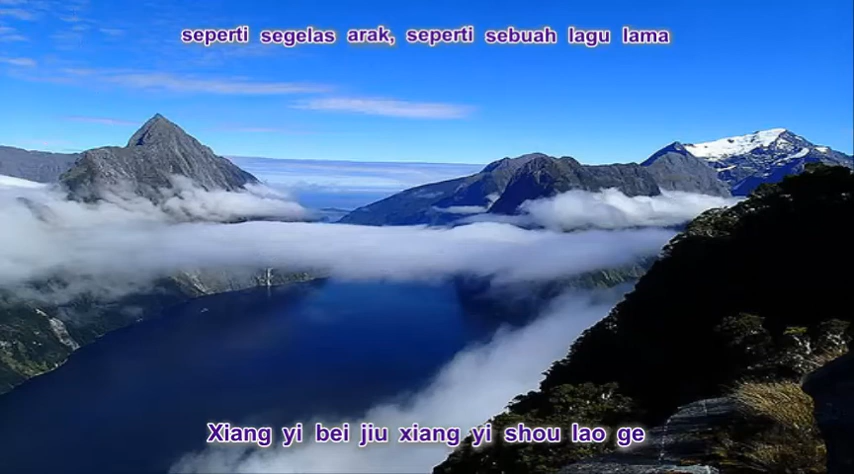 seperti segelas arak, seperti sebuah lagu lama
Xiang yi bei jiu xiang yi shou lao ge